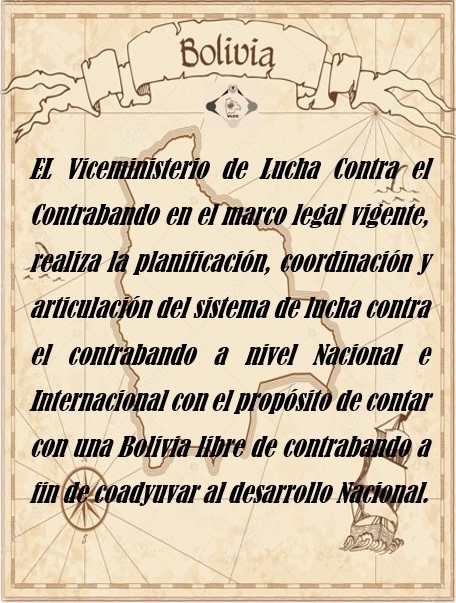 Bolivia
VLCC
EL Viceministerio de Lucha Contra el
Contrabando en el marco legal vigente,
realiza la planificación, coordinación y
articulación del sistema de lucha contra
el contrabando a nivel Nacional e
Internacional con el propósito de contar
con una Bolivia libre de contrabando a
fin de coadyuvar al desarrollo Nacional.
S